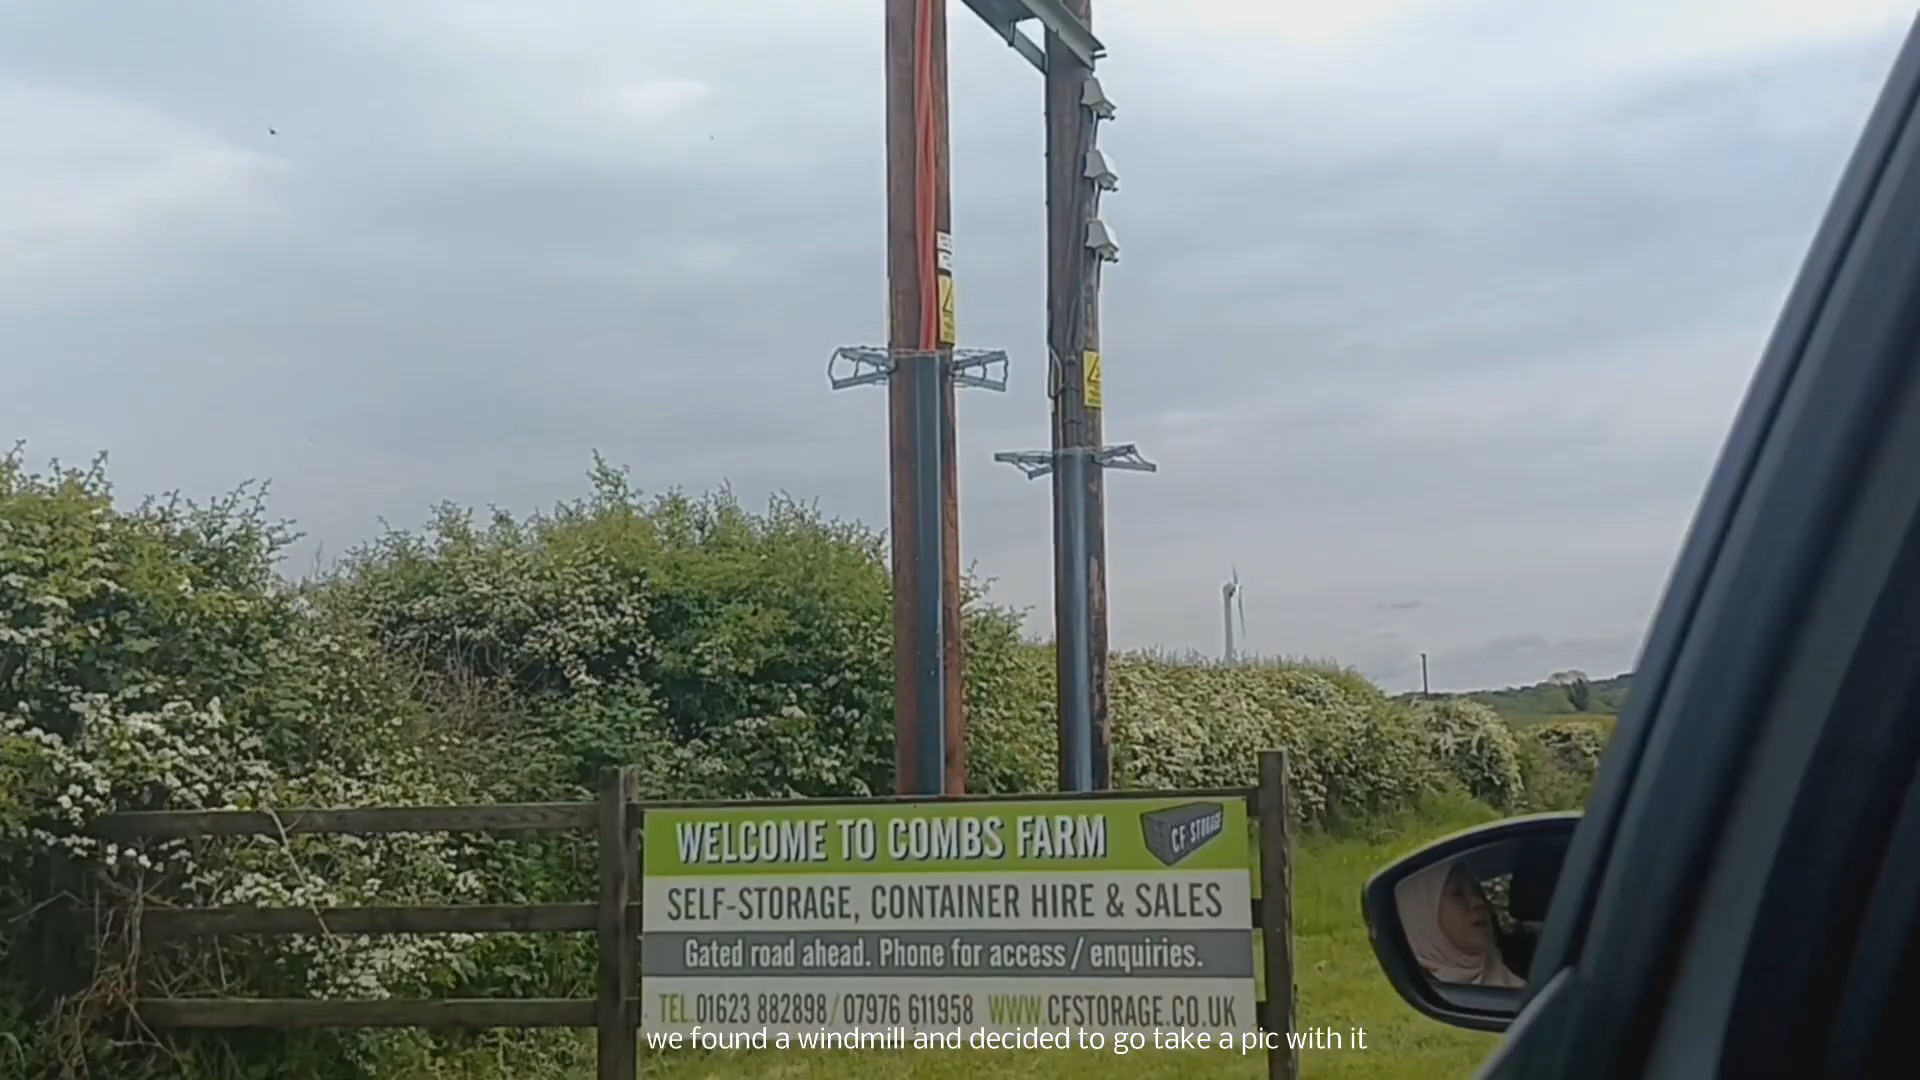 WELCOME TO COMBS FARM
CF STORAGE
SELF-STORAGE, CONTAINER HIRE & SALES
Gated road ahead. Phone for access / enquiries.
TEL.01623 882898 / 07976 611958 WWW.CFSTORAGE.CO.UK
we found a windmill and decided to go take a pic with it